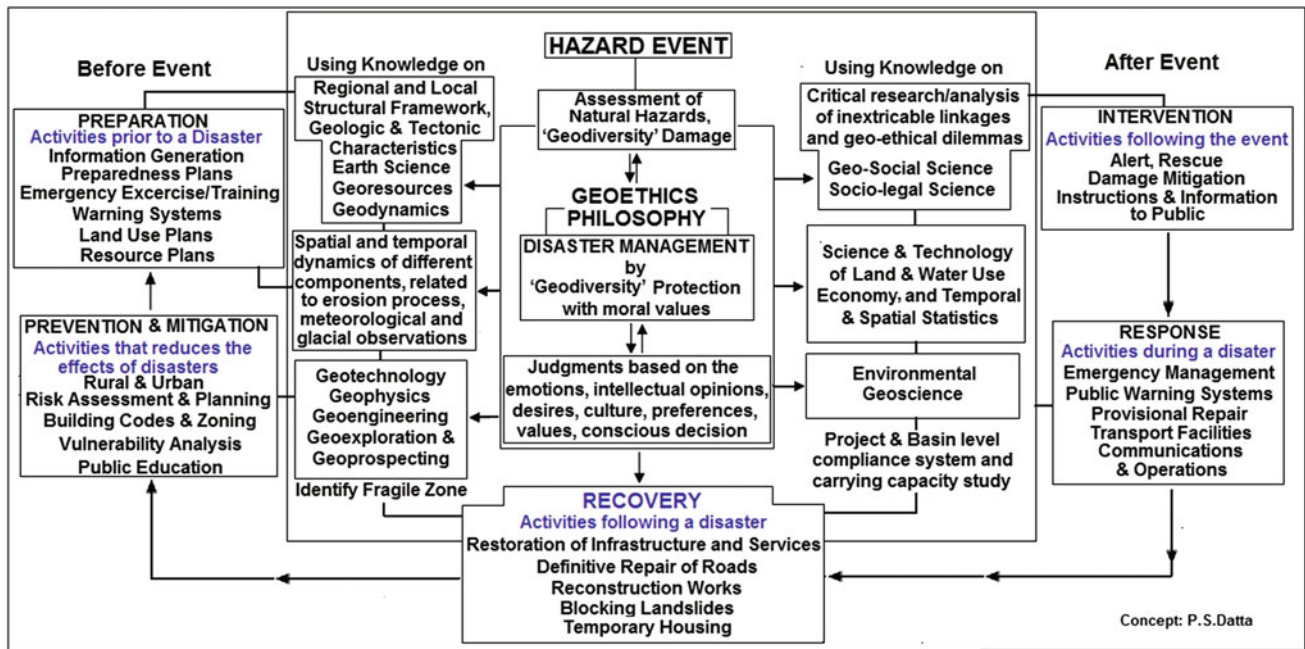 HAZARD EVENT
Before Event
Using Knowledge on
Regional and Local
Structural Framework,
Geologic & Tectonic
Characteristics
Earth Science
Georesources
Geodynamics
Spatial and temporal
dynamics of different
components, related
to erosion process,
meteorological and
glacial observations
Geotechnology
Geophysics
Geoengineering
Geoexploration &
Geoprospecting
Identify Fragile Zone
PREPARATION
Activities prior to a Disaster
Information Generation
Preparedness Plans
Emergency Excercise/Training
Warning Systems
Land Use Plans
Resource Plans
PREVENTION & MITIGATION
Activities that reduces the
effects of disasters
Rural & Urban
Risk Assessment & Planning
Building Codes & Zoning
Vulnerability Analysis
Public Education
Assessment of
Natural Hazards,
‘Geodiversity’ Damage
GEOETHICS
PHILOSOPHY
DISASTER MANAGEMENT
by
‘Geodiversity’ Protection
with moral values
Judgments based on the
emotions, intellectual opinions,
desires, culture, preferences,
values, conscious decision
RECOVERY
Activities following a disaster
Restoration of Infrastructure and Services
Definitive Repair of Roads
Reconstruction Works
Blocking Landslides
Temporary Housing
Using Knowledge on
Critical research/analysis
of inextricable linkages
and geo-ethical dilemmas
Geo-Social Science
Socio-legal Science
Science & Technology
of Land & Water Use
Economy, and Temporal
& Spatial Statistics
Environmental
Geoscience
Project & Basin level
compliance system and
carrying capacity study
After Event
INTERVENTION
Activities following the event
Alert, Rescue
Damage Mitigation
Instructions & Information
to Public
RESPONSE
Activities during a disater
Emergency Management
Public Warning Systems
Provisional Repair
Transport Facilities
Communications
& Operations
Concept: P.S.Datta